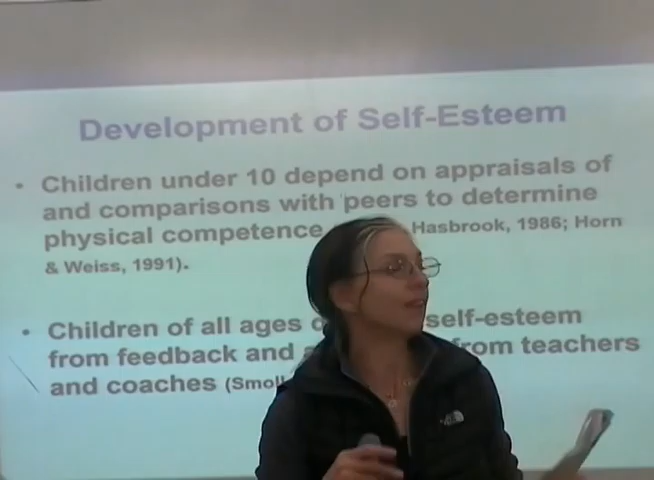 Development of Self-Esteem
• Children under 10 depend on appraisals of
and comparisons with peers to determine
physical competence Hasbrook, 1986; Horn
& Weiss, 1991).
• Children of all ages self-esteem
from feedback and from teachers
and coaches (Smoll